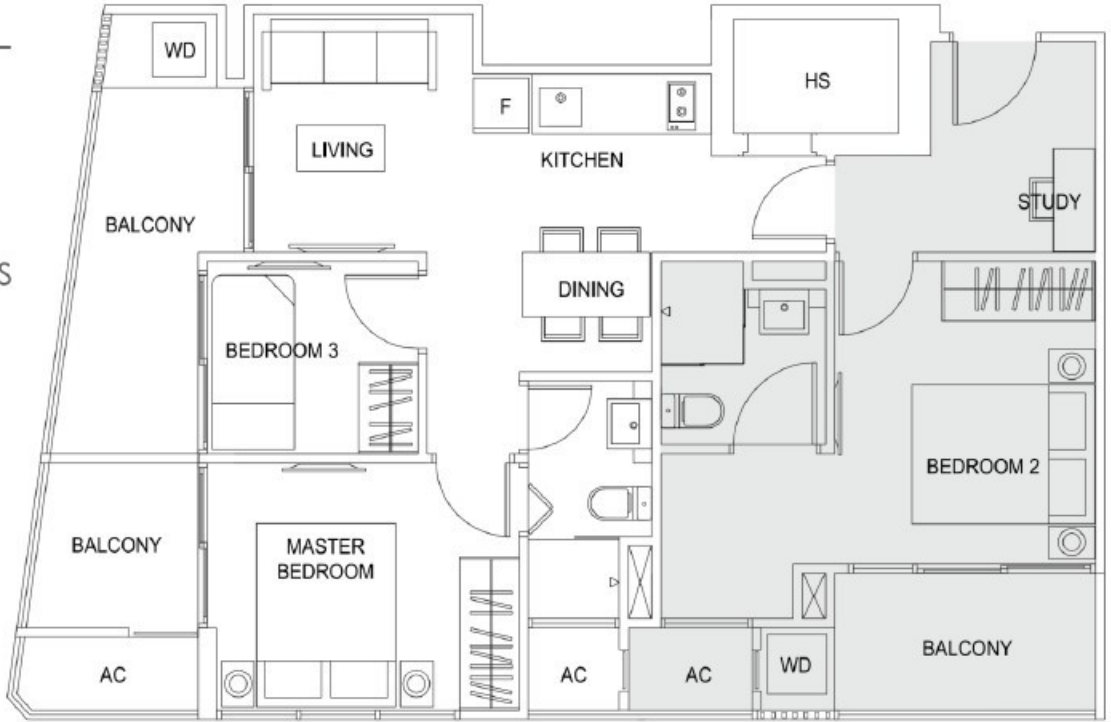 WD
HS
F
LIVING
KITCHEN
STUDY
BALCONY
S
DINING
BEDROOM 3
BEDROOM 2
BALCONY
MASTER
BEDROOM
BALCONY
AC
AC
AC
WD